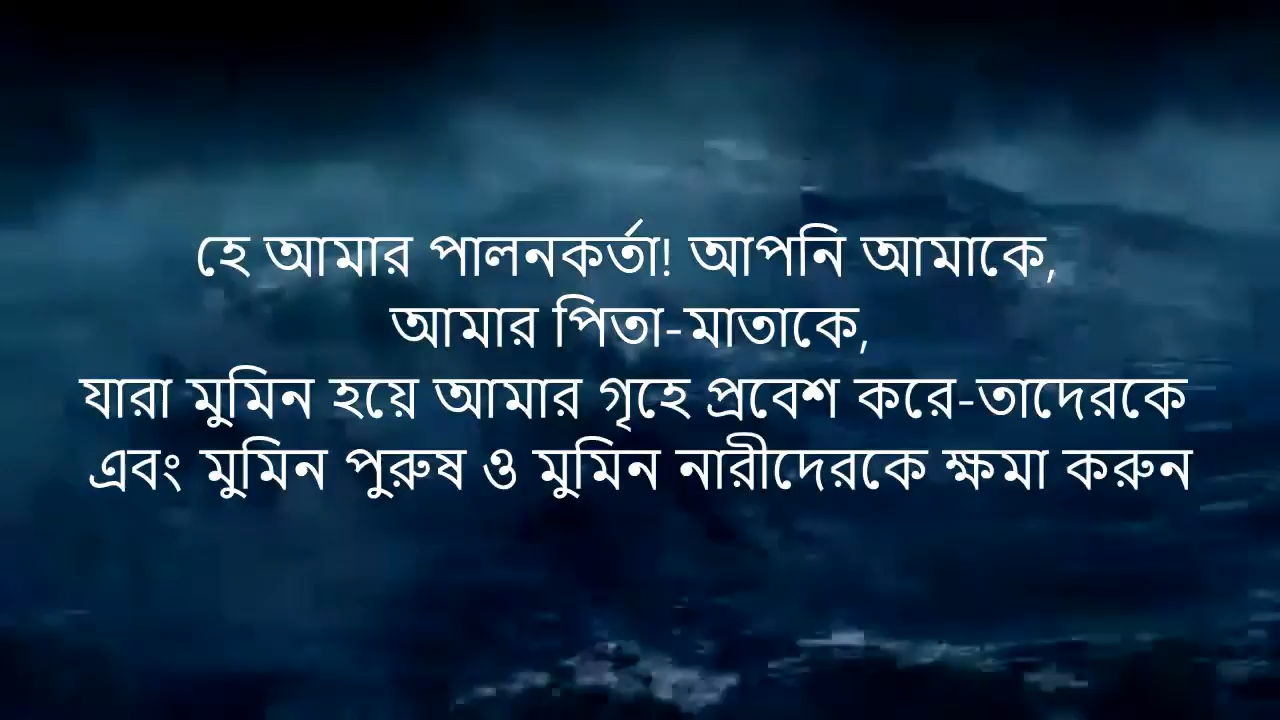 হে আমার পালনকর্তা! আপনি আমাকে,
আমার পিতা-মাতাকে,
যারা মুমিন হয়ে আমার গৃহে প্রবেশ করে-তাদেরকে
এবং মুমিন পুরুষ ও মুমিন নারীদেরকে ক্ষমা করুন